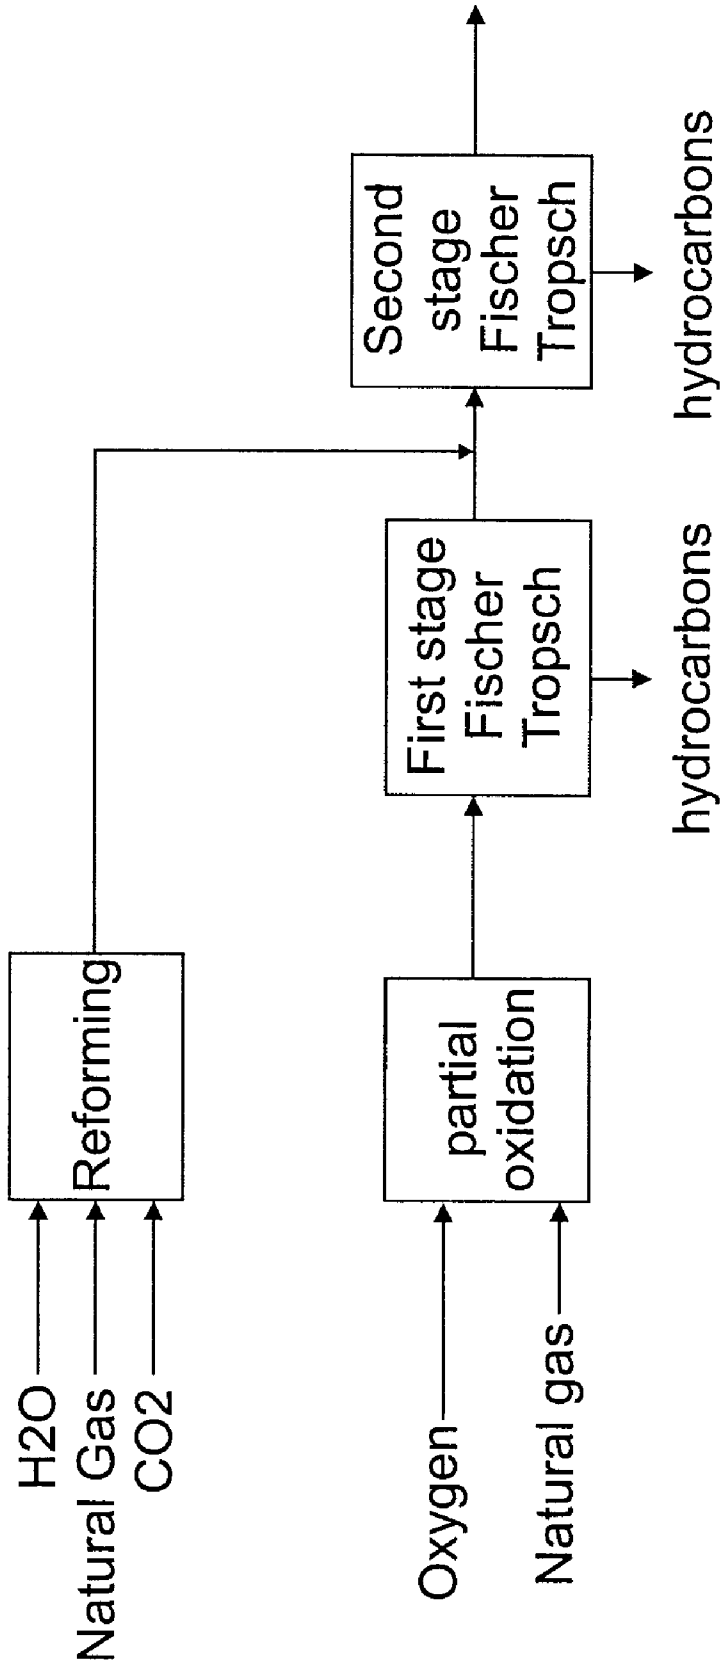 H2O
Natural Gas
CO2
Reforming
Oxygen
Natural gas
partial
oxidation
First stage
Fischer
Tropsch
hydrocarbons
Second
stage
Fischer
Tropsch
hydrocarbons